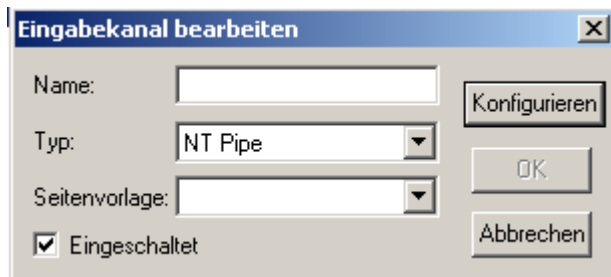 Eingabekanal bearbeiten
Name:
Konfigurieren
Typ: NT Pipe
OK
Seitenvorlage:
Abbrechen
Eingeschaltet